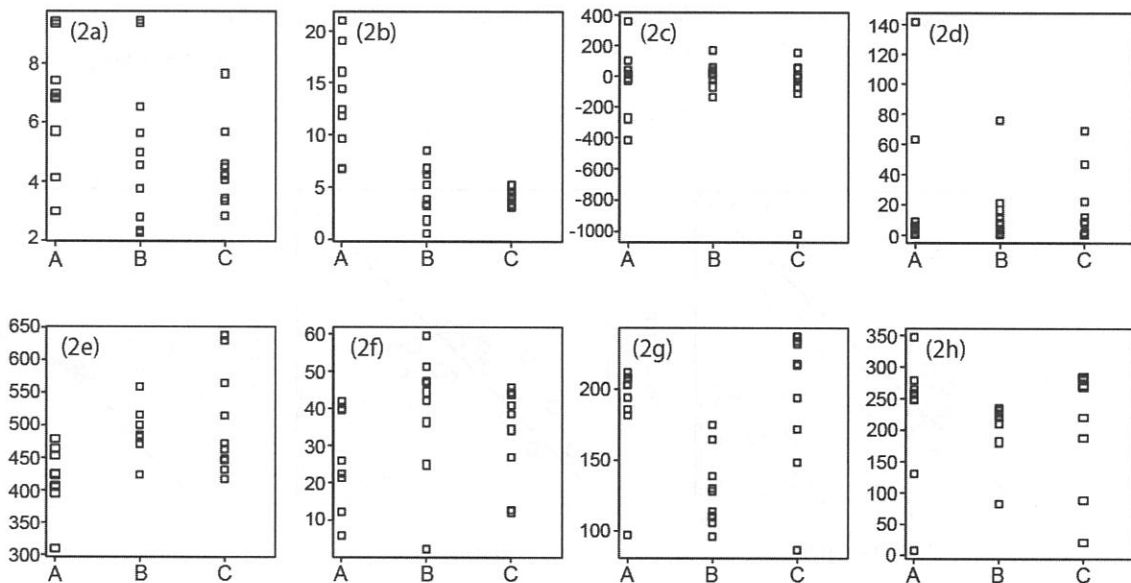 (2a) (2b) (2c) (2d)
8 20 400 140
6 15 200 120
4 10 0 100
2 5 -200 80
0 -400 60
-600 40
-800 20
-1000 0
A B C A B C A B C A B C
(2e) (2f) (2g) (2h)
650 60 200 350
600 50 150 300
550 40 100 250
500 30 200
450 20 150
400 10 100
350 50
300 0
A B C A B C A B C A B C